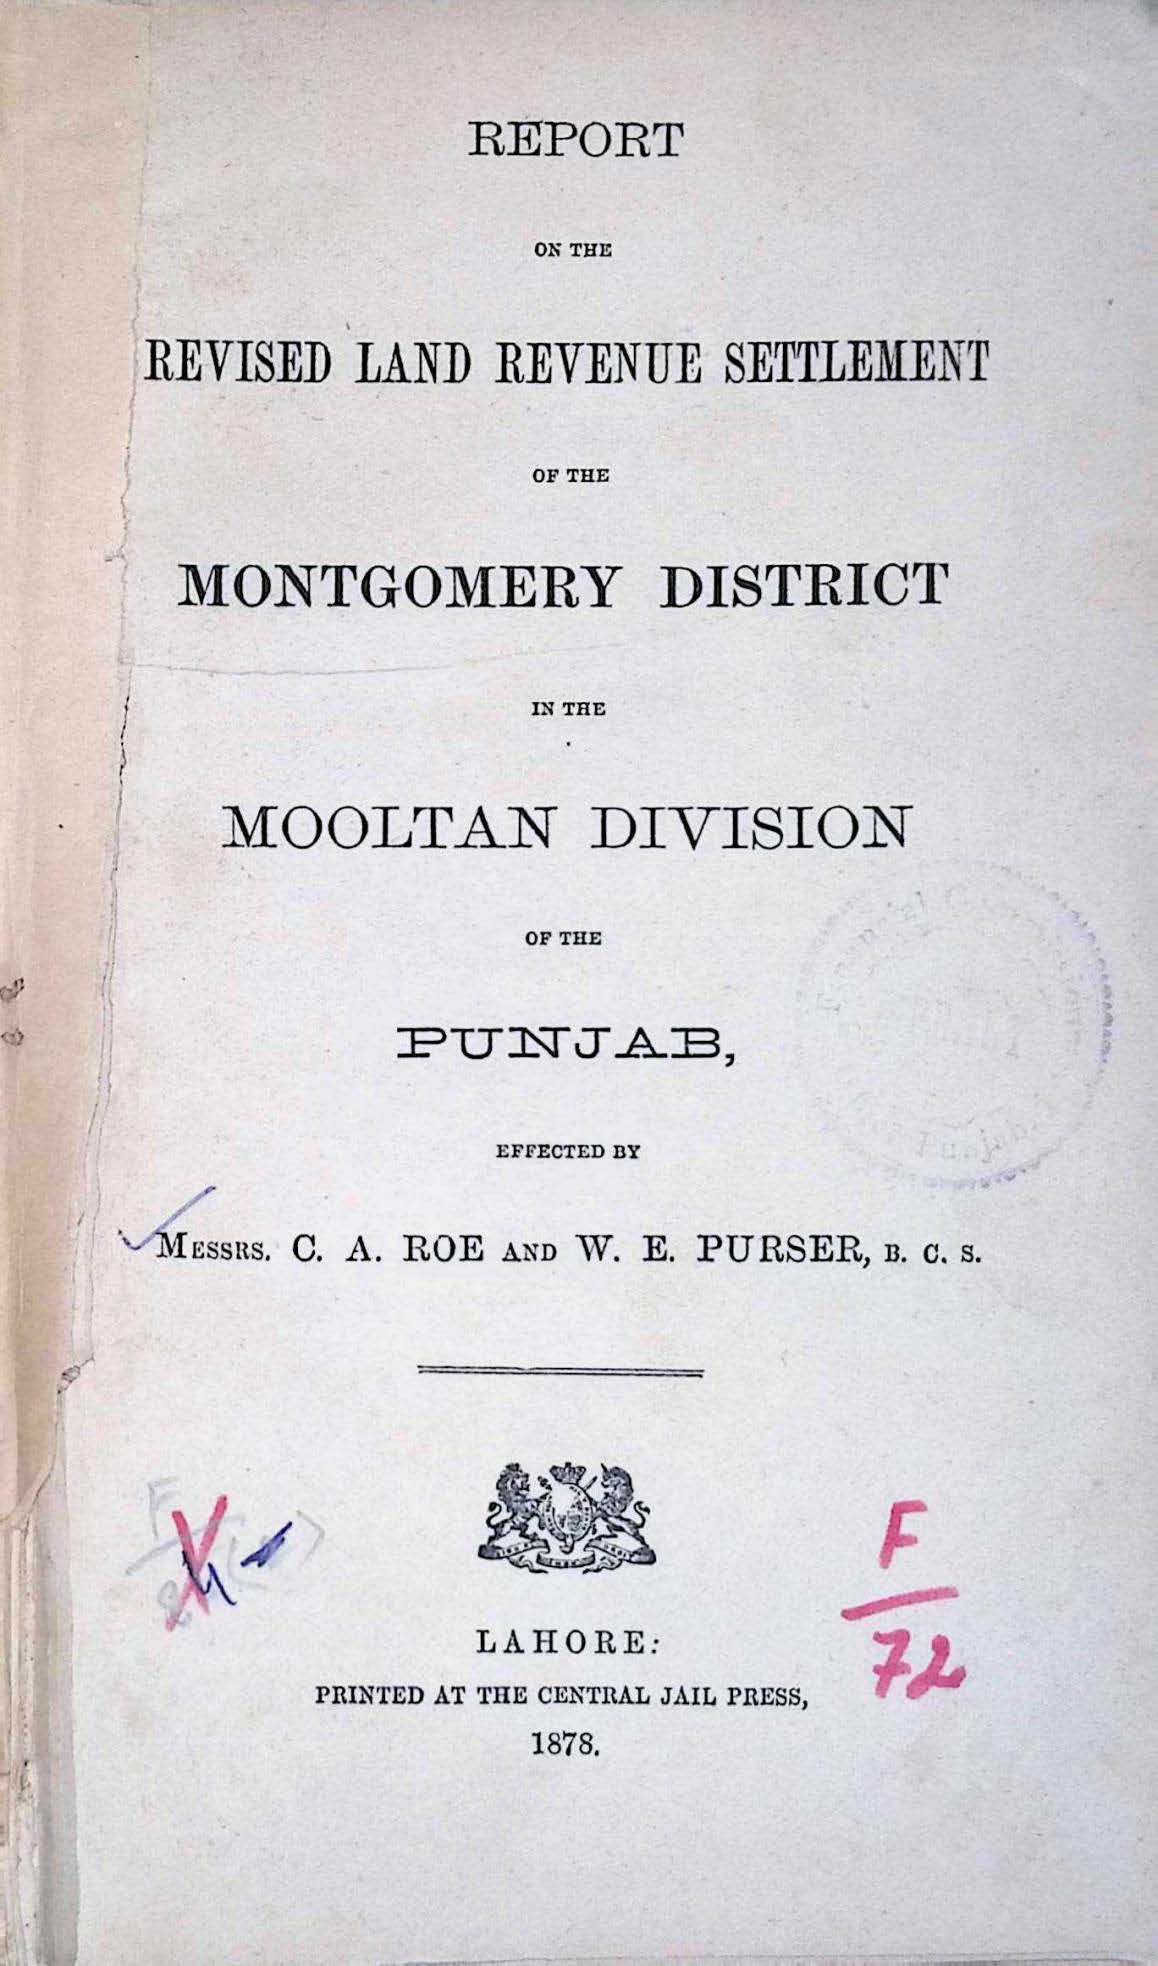 REPORT
ON THE
REVISED LAND REVENUE SETTLEMENT
OF THE
MONTGOMERY DISTRICT
IN THE
MOOLTAN DIVISION
OF THE
PUNJAB,
EFFECTED BY
MESSRS. C. A. ROE AND W. E. PURSER, B. C. S.
F
72
LAHORE:
PRINTED AT THE CENTRAL JAIL PRESS,
1878.
Punjab